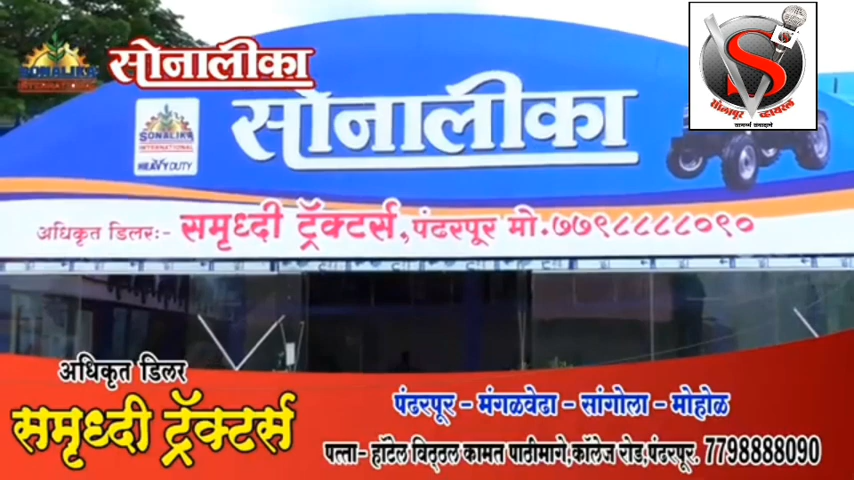 SONALIKA
INTERNATIONAL
सोनालीका
सोलापूर व्हायरल
SONALIKA
INTERNATIONAL
HEAVY DUTY
सोनालीका
अधिकृत डिलरः- समृध्दी ट्रॅक्टर्स,पंढरपूर मो.७७९८८८८०९०
अधिकृत डिलर
समृध्दी ट्रॅक्टर्स
पंढरपूर - मंगळवेढा - सांगोला - मोहोळ
पत्ता- हॉटेल विठ्ठल कामत पाठीमागे,कॉलेज रोड,पंढरपूर. 7798888090